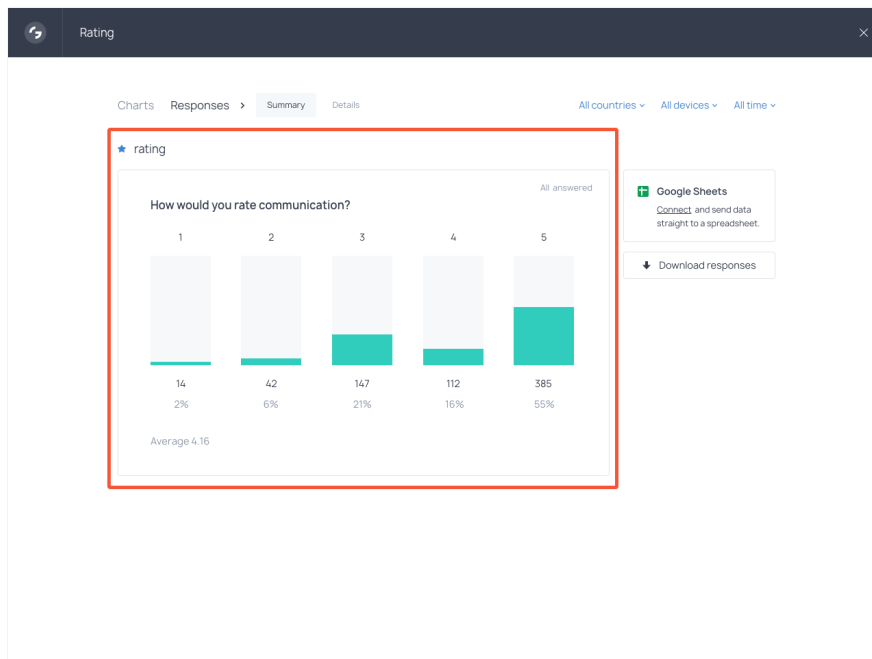 Rating
Charts Responses > Summary Details All countries All devices All time
rating
All answered
How would you rate communication?
1 2 3 4 5
14 42 147 112 385
2% 6% 21% 16% 55%
Average 4.16
Google Sheets
Connect and send data
straight to a spreadsheet.
Download responses